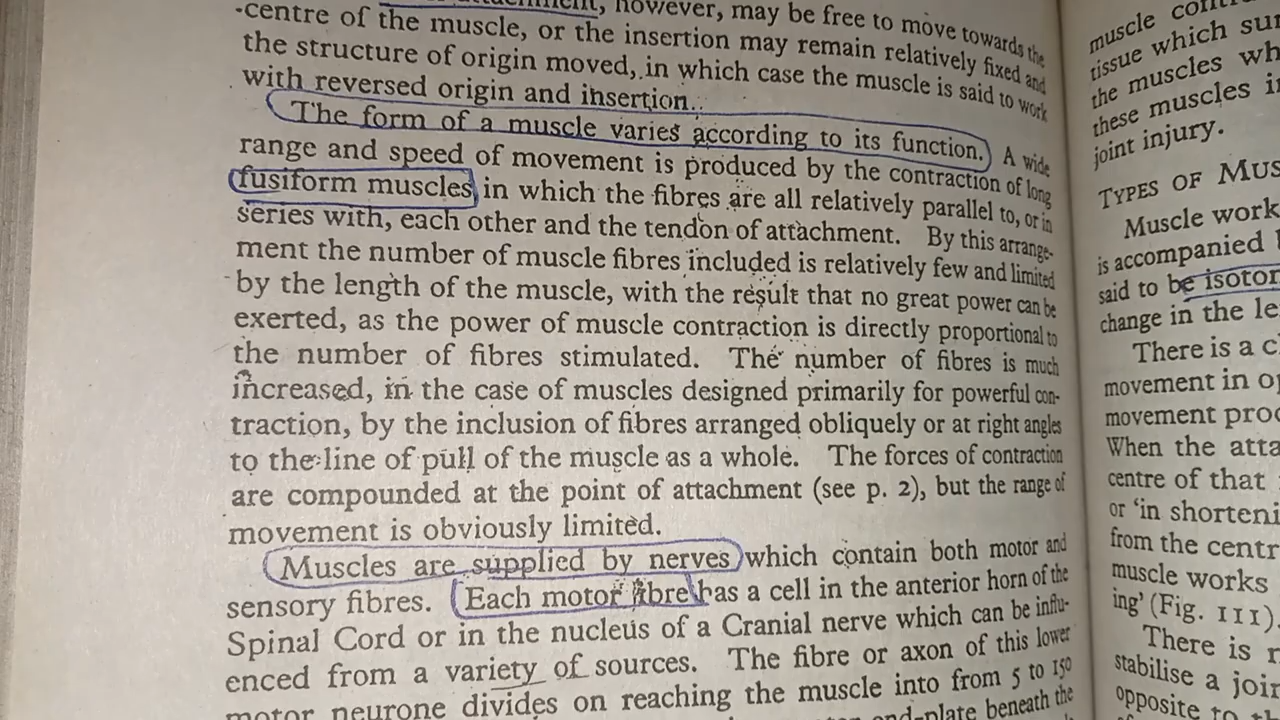 attachment, however, may be free to move towards the
centre of the muscle, or the insertion may remain relatively fixed and
the structure of origin moved, in which case the muscle is said to work
with reversed origin and insertion.
The form of a muscle varies according to its function. A wide
range and speed of movement is produced by the contraction of long
fusiform muscles in which the fibres are all relatively parallel to, or in
series with, each other and the tendon of attachment. By this arrange-
ment the number of muscle fibres included is relatively few and limited
by the length of the muscle, with the result that no great power can be
exerted, as the power of muscle contraction is directly proportional to
the number of fibres stimulated. The number of fibres is much
increased, in the case of muscles designed primarily for powerful con-
traction, by the inclusion of fibres arranged obliquely or at right angles
to the line of pull of the muscle as a whole. The forces of contraction
are compounded at the point of attachment (see p. 2), but the range of
movement is obviously limited.
Muscles are supplied by nerves which contain both motor and
sensory fibres. Each motor fibre has a cell in the anterior horn of the
Spinal Cord or in the nucleus of a Cranial nerve which can be influ-
enced from a variety of sources. The fibre or axon of this lower
motor neurone divides on reaching the muscle into from 5 to 150
end-plate beneath the
muscle
tissue which
the muscles
these muscles
joint injury.
TYPES OF
Muscle work
is accompanied
said to be
change in the
There is a
movement in
movement
When the
centre of that
or 'in
from the
muscle works
ing' (Fig. 111).
There is
stabilise a
opposite to